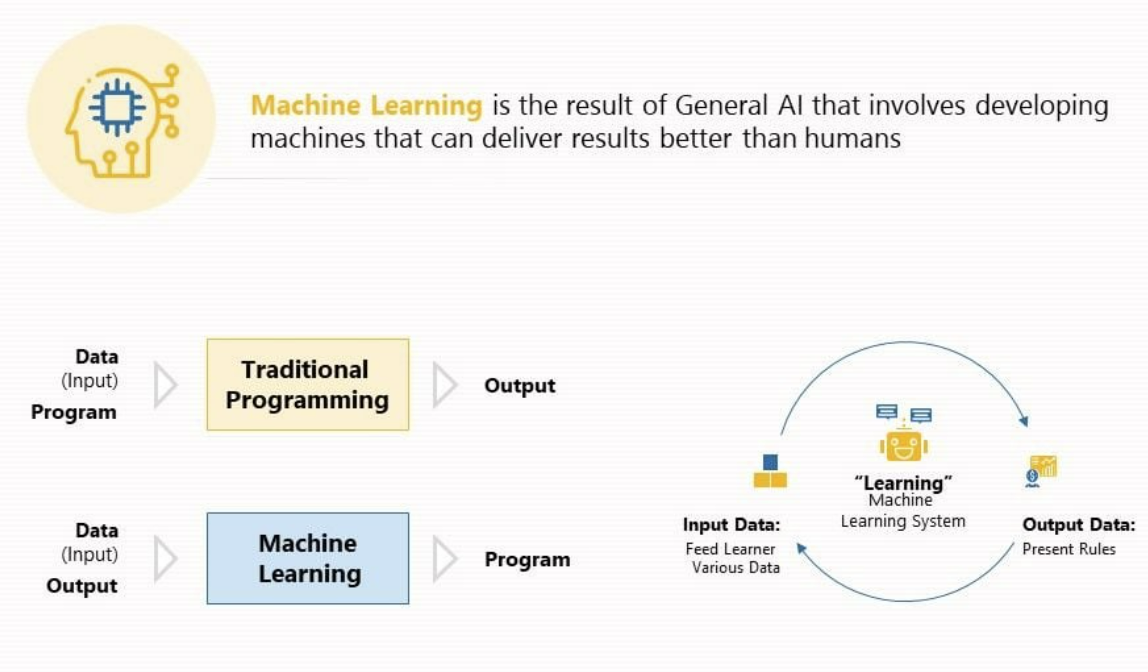 Machine Learning is the result of General AI that involves developing
machines that can deliver results better than humans
Data
(Input)
Program
Traditional
Programming
Output
Data
(Input)
Output
Machine
Learning
Program
“Learning”
Machine
Learning System
Input Data:
Feed Learner
Various Data
Output Data:
Present Rules